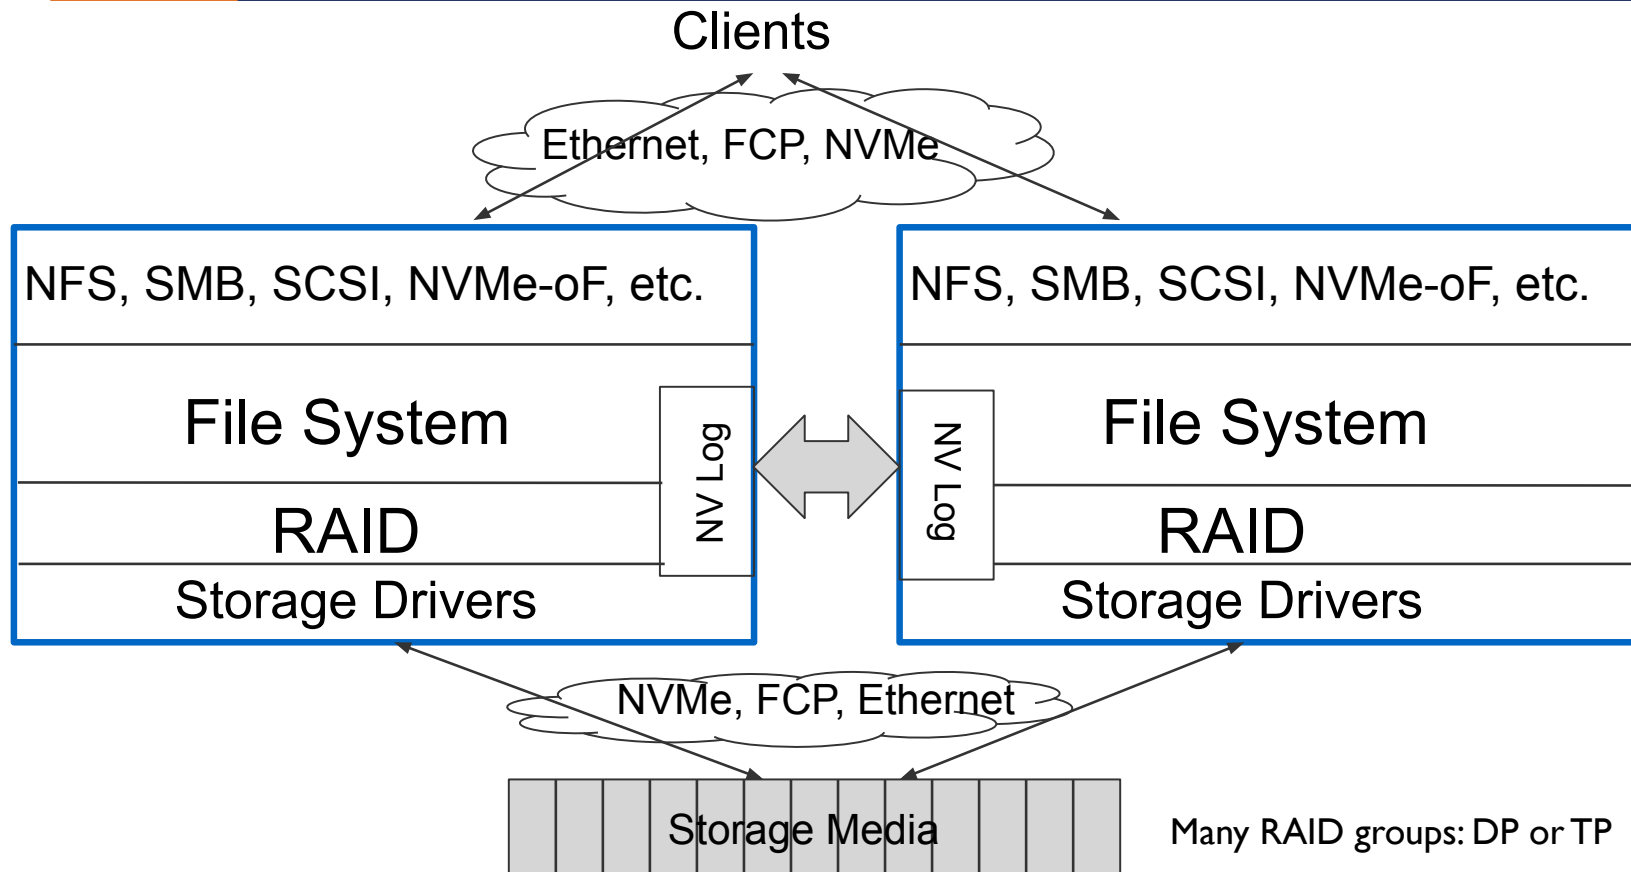 Clients
Ethernet, FCP, NVMe
NFS, SMB, SCSI, NVMe-oF, etc.
File System
NV Log
RAID
Storage Drivers
NFS, SMB, SCSI, NVMe-oF, etc.
NV Log
File System
RAID
Storage Drivers
NVMe, FCP, Ethernet
Storage Media
Many RAID groups: DP or TP